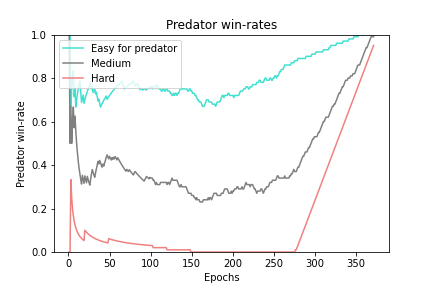 Predator win-rates
1.0
0.8
0.6
0.4
0.2
0.0
Predator win-rate
Easy for predator
Medium
Hard
0 50 100 150 200 250 300 350
Epochs